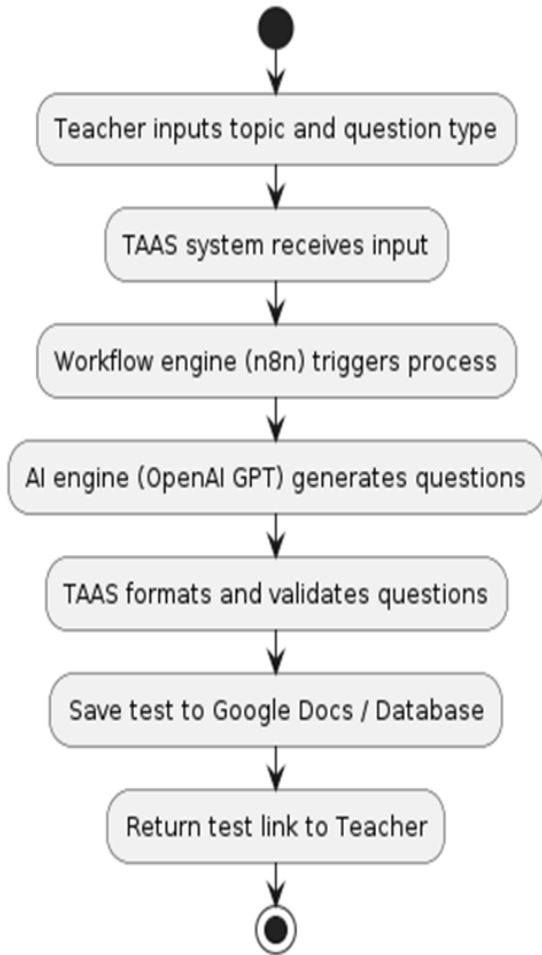 Teacher inputs topic and question type
TAAS system receives input
Workflow engine (n8n) triggers process
AI engine (OpenAI GPT) generates questions
TAAS formats and validates questions
Save test to Google Docs / Database
Return test link to Teacher